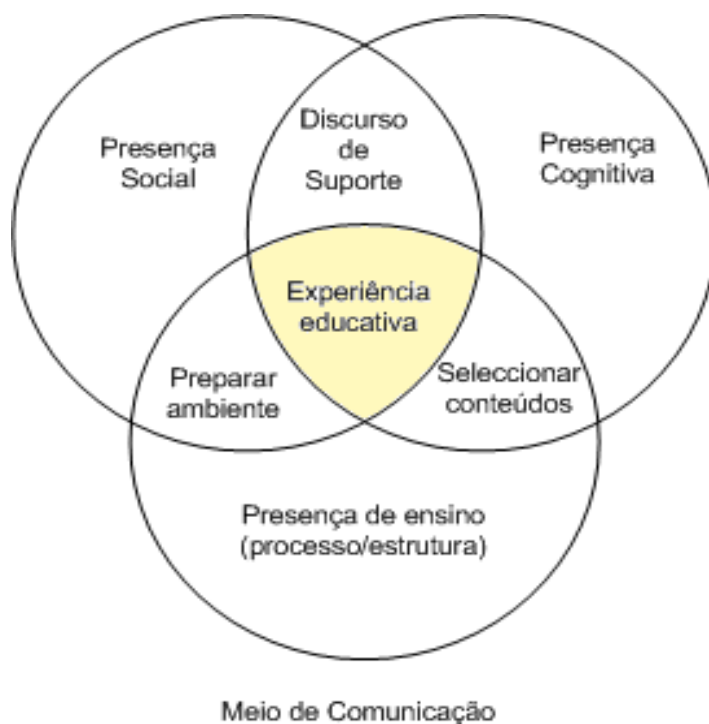 Presença
Social
Discurso
de
Suporte
Presença
Cognitiva
Experiência
educativa
Preparar
ambiente
Seleccionar
conteúdos
Presença de ensino
(processo/estrutura)
Meio de Comunicação